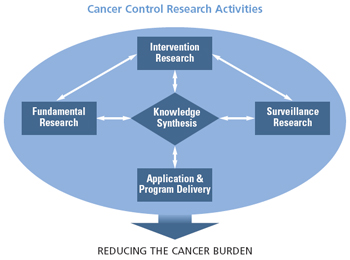 Cancer Control Research Activities
Intervention
Research
Fundamental
Research
Knowledge
Synthesis
Surveillance
Research
Application &
Program Delivery
REDUCING THE CANCER BURDEN